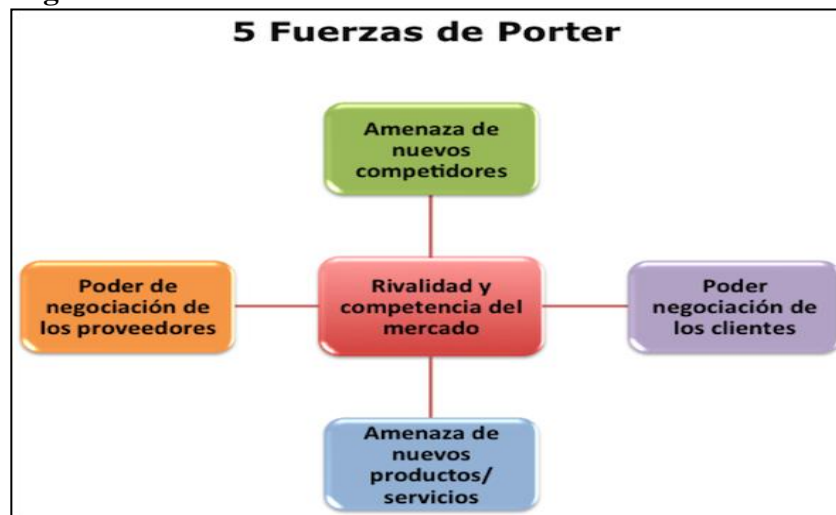 5 Fuerzas de Porter
Amenaza de
nuevos
competidores
Poder de
negociación de
los proveedores
Rivalidad y
competencia del
mercado
Poder
negociación de
los clientes
Amenaza de
nuevos
productos/
servicios